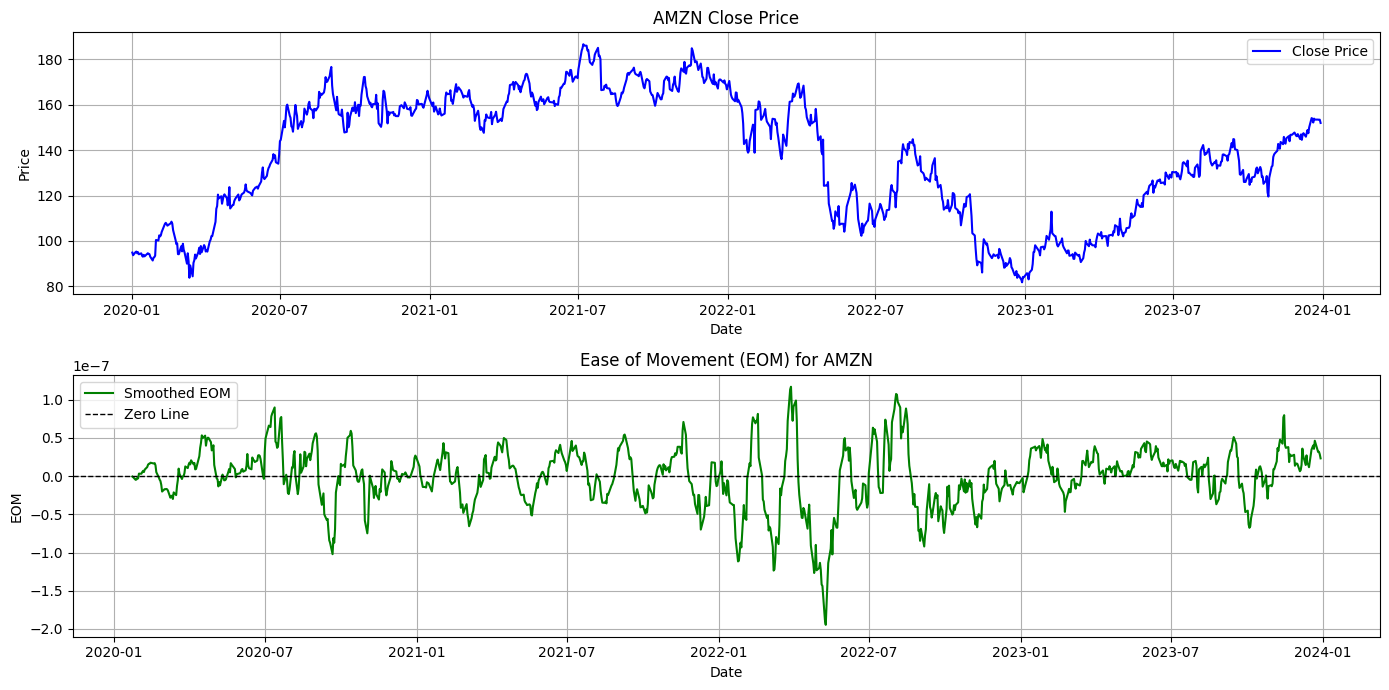 AMZN Close Price
Close Price
Price
180
160
140
120
100
80
2020-01 2020-07 2021-01 2021-07 2022-01 2022-07 2023-01 2023-07 2024-01
Date
1e−7
Ease of Movement (EOM) for AMZN
Smoothed EOM
Zero Line
EOM
1.0
0.5
0.0
−0.5
−1.0
−1.5
−2.0
2020-01 2020-07 2021-01 2021-07 2022-01 2022-07 2023-01 2023-07 2024-01
Date